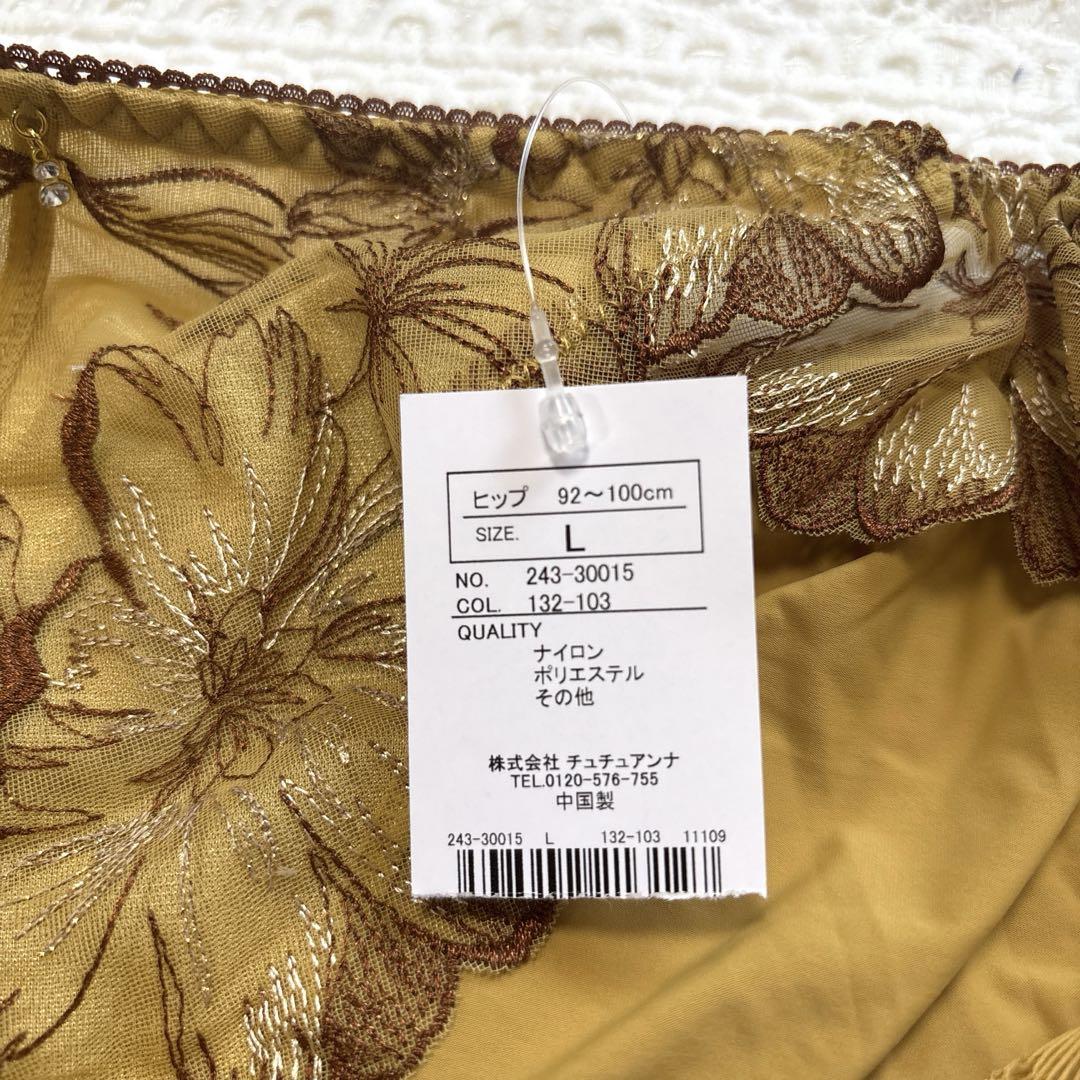 ヒップ 92～100cm
SIZE. L
NO. 243-30015
COL. 132-103
QUALITY
ナイロン
ポリエステル
その他
株式会社 チュチュアンナ
TEL.0120-576-755
中国製
243-30015 L 132-103 11109